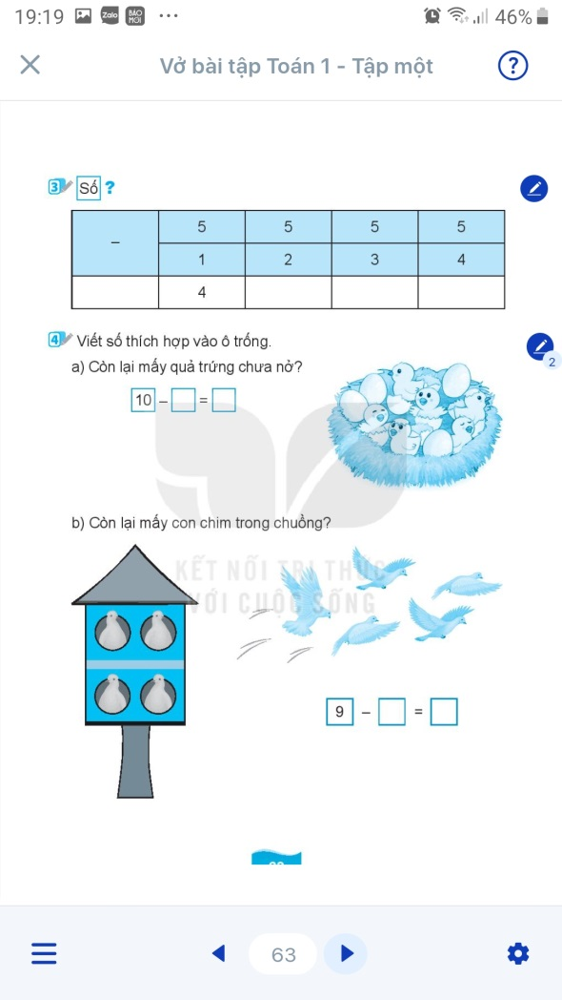 19:19 Zalo BÁO MỚI ... 46%
Vở bài tập Toán 1 - Tập một ?
3 Số ?
– 5 5 5 5
1 2 3 4
4
4 Viết số thích hợp vào ô trống.
2
a) Còn lại mấy quả trứng chưa nở?
10 – =
b) Còn lại mấy con chim trong chuồng?
KẾT NỐI TRI THỨC
VỚI CUỘC SỐNG
9 – =
63